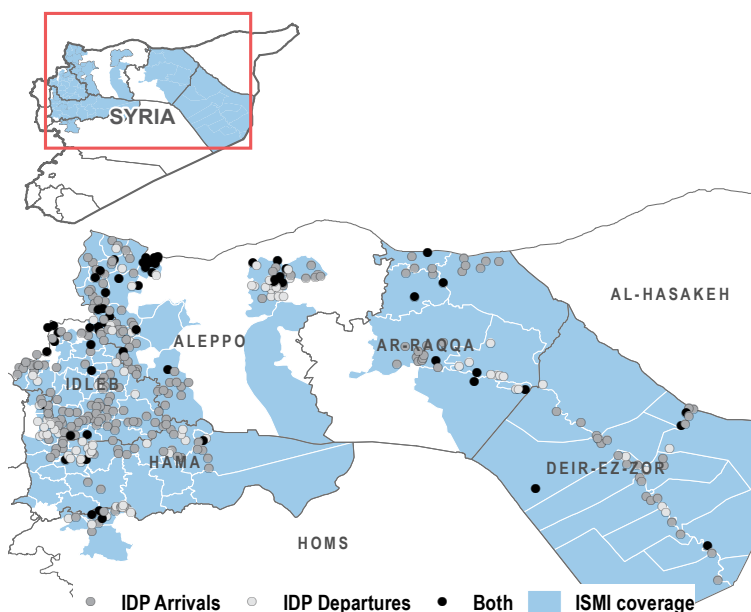 SYRIA
AL-HASAKEH
ALEPPO
AR-RAQQA
IDLEB
HAMA
DEIR-EZ-ZOR
HOMS
IDP Arrivals IDP Departures Both ISMI coverage